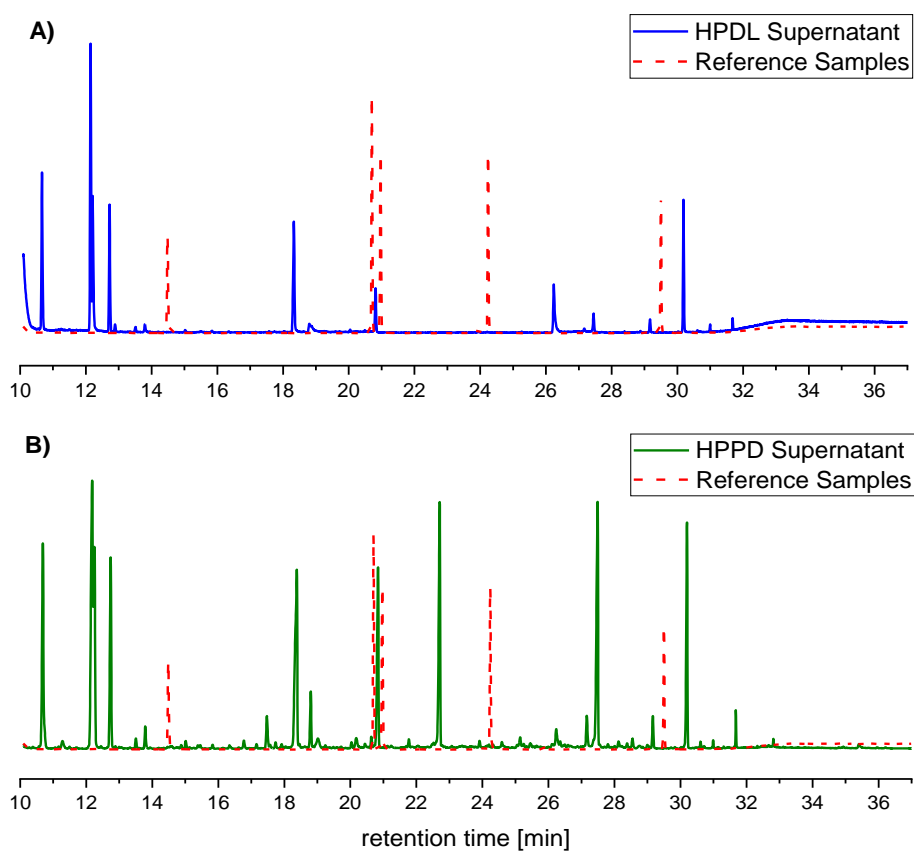 A)
HPDL Supernatant
Reference Samples
10 12 14 16 18 20 22 24 26 28 30 32 34 36
B)
HPPD Supernatant
Reference Samples
10 12 14 16 18 20 22 24 26 28 30 32 34 36
retention time [min]